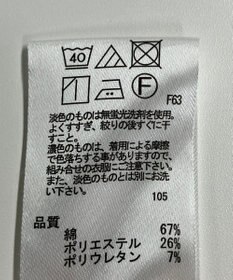 40
F
F63
淡色のものは無蛍光洗剤を使用。
よくすすぎ、絞りの後すぐに干
すこと。
濃色のものは、着用による摩擦
で色落ちする事がありますので、
組み合せの衣服にご注意下さい。
また、淡色のものとは別にお洗
い下さい。
105
品質
綿 67%
ポリエステル 26%
ポリウレタン 7%